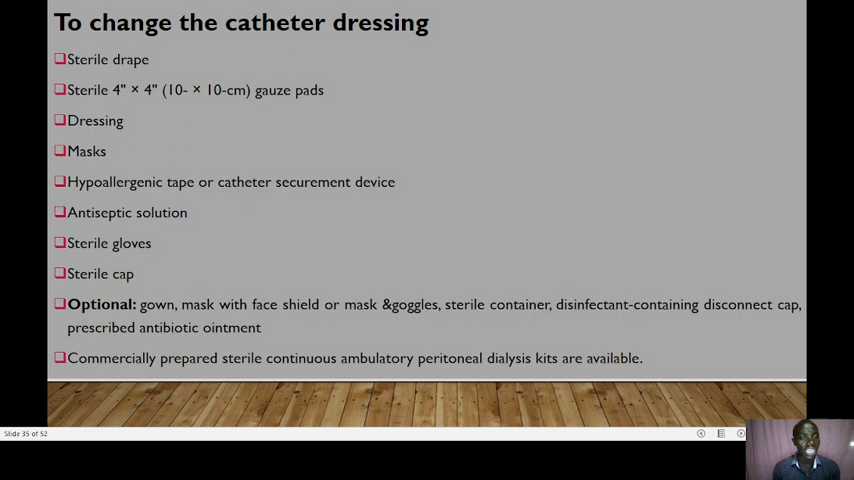 To change the catheter dressing
❑Sterile drape
❑Sterile 4" × 4" (10- × 10-cm) gauze pads
❑Dressing
❑Masks
❑Hypoallergenic tape or catheter securement device
❑Antiseptic solution
❑Sterile gloves
❑Sterile cap
❑Optional: gown, mask with face shield or mask &goggles, sterile container, disinfectant-containing disconnect cap,
prescribed antibiotic ointment
❑Commercially prepared sterile continuous ambulatory peritoneal dialysis kits are available.
Slide 35 of 52